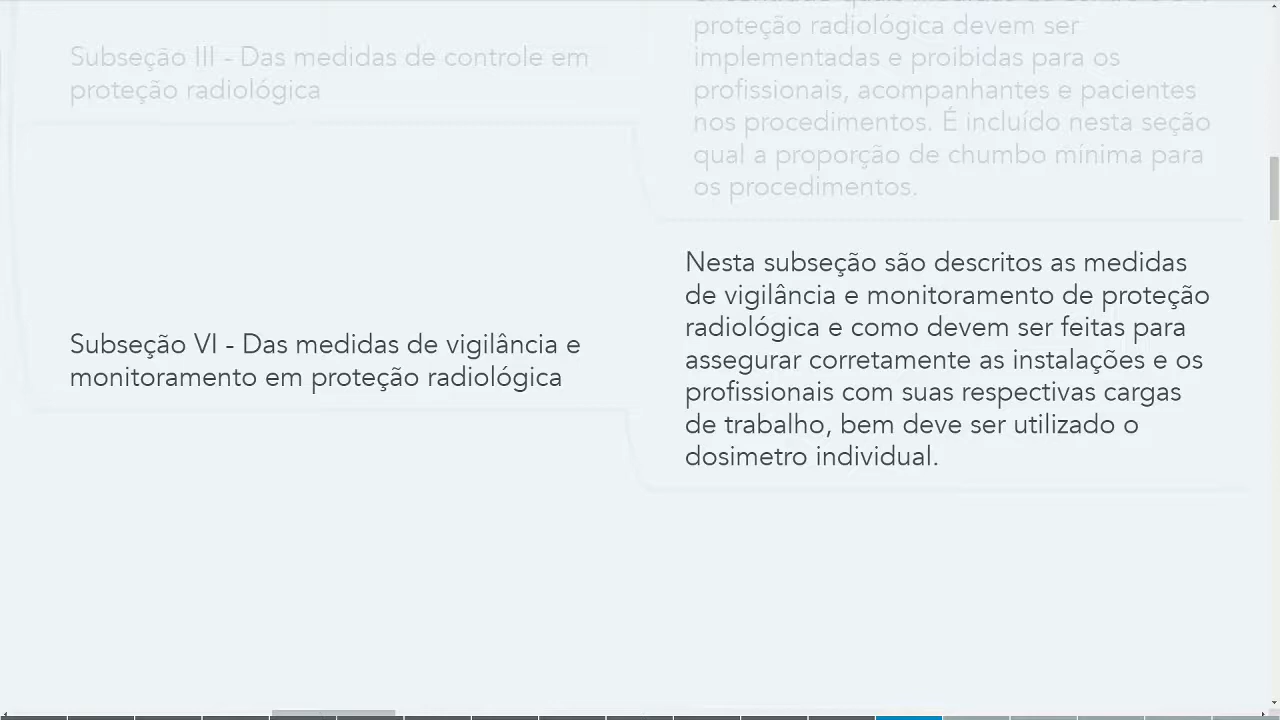 Subseção III - Das medidas de controle em
proteção radiológica
proteção radiológica devem ser
implementadas e proibidas para os
profissionais, acompanhantes e pacientes
nos procedimentos. É incluído nesta seção
qual a proporção de chumbo mínima para
os procedimentos.
Subseção VI - Das medidas de vigilância e
monitoramento em proteção radiológica
Nesta subseção são descritos as medidas
de vigilância e monitoramento de proteção
radiológica e como devem ser feitas para
assegurar corretamente as instalações e os
profissionais com suas respectivas cargas
de trabalho, bem deve ser utilizado o
dosimetro individual.